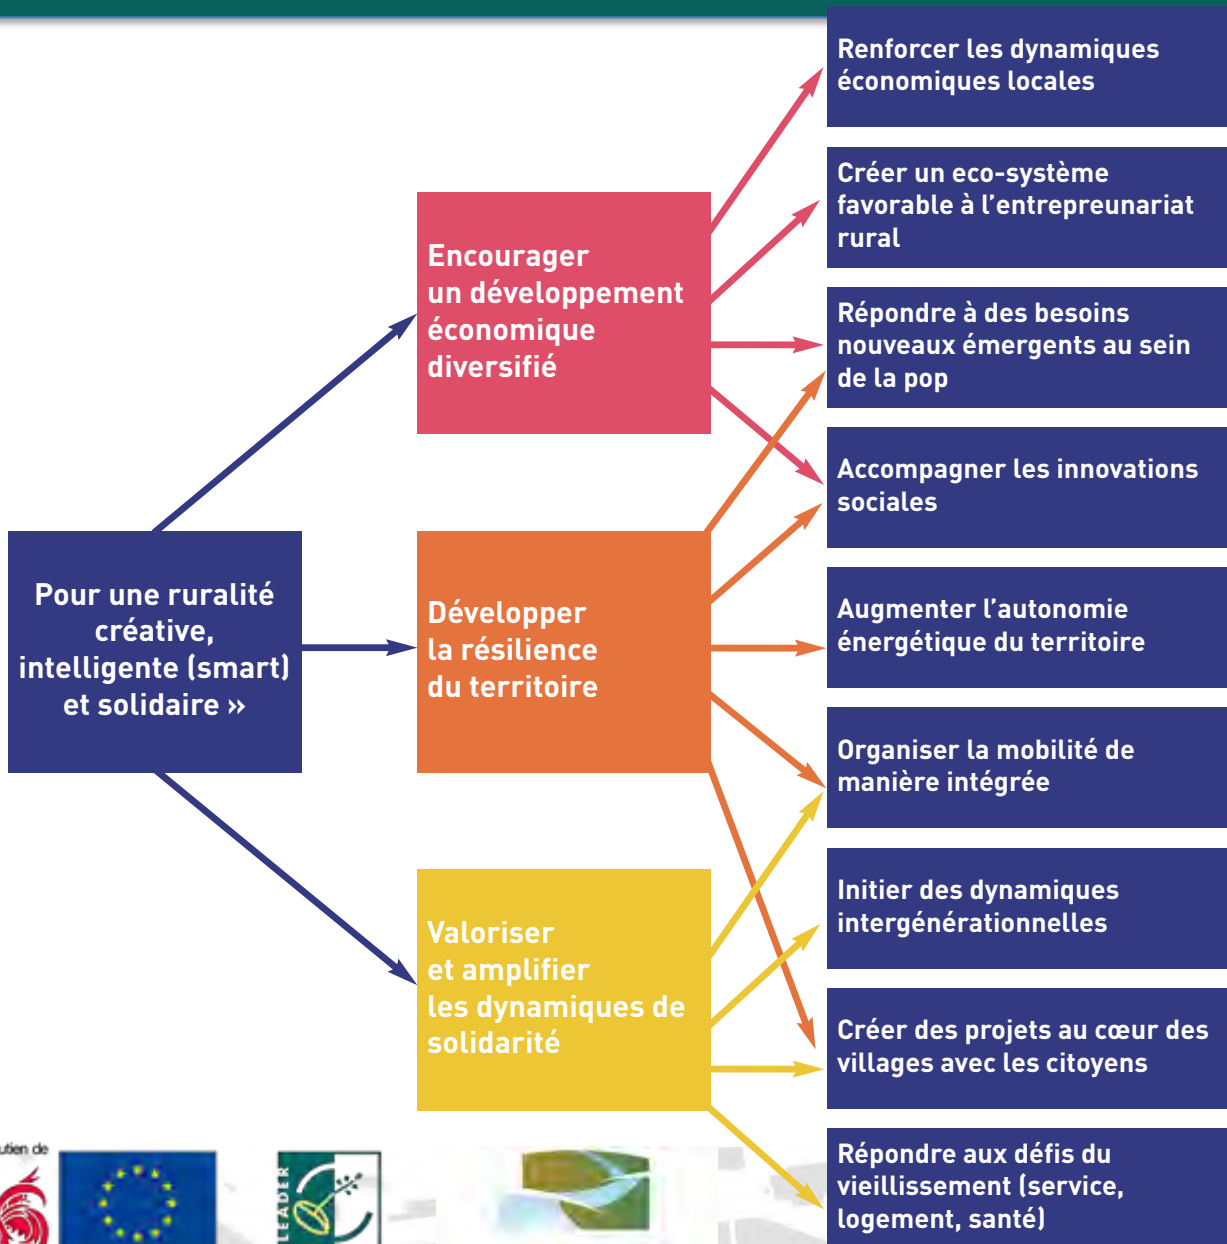 Renforcer les dynamiques
économiques locales
Créer un eco-système
favorable à l'entrepreunariat
rural
Encourager
un développement
économique
diversifié
Répondre à des besoins
nouveaux émergents au sein
de la pop
Accompagner les innovations
sociales
Pour une ruralité
créative,
intelligente (smart)
et solidaire »
Développer
la résilience
du territoire
Augmenter l'autonomie
énergétique du territoire
Organiser la mobilité de
manière intégrée
Valoriser
et amplifier
les dynamiques de
solidarité
Initier des dynamiques
intergénérationnelles
Créer des projets au cœur des
villages avec les citoyens
Répondre aux défis du
vieillissement (service,
logement, santé)
utien de
LEADER